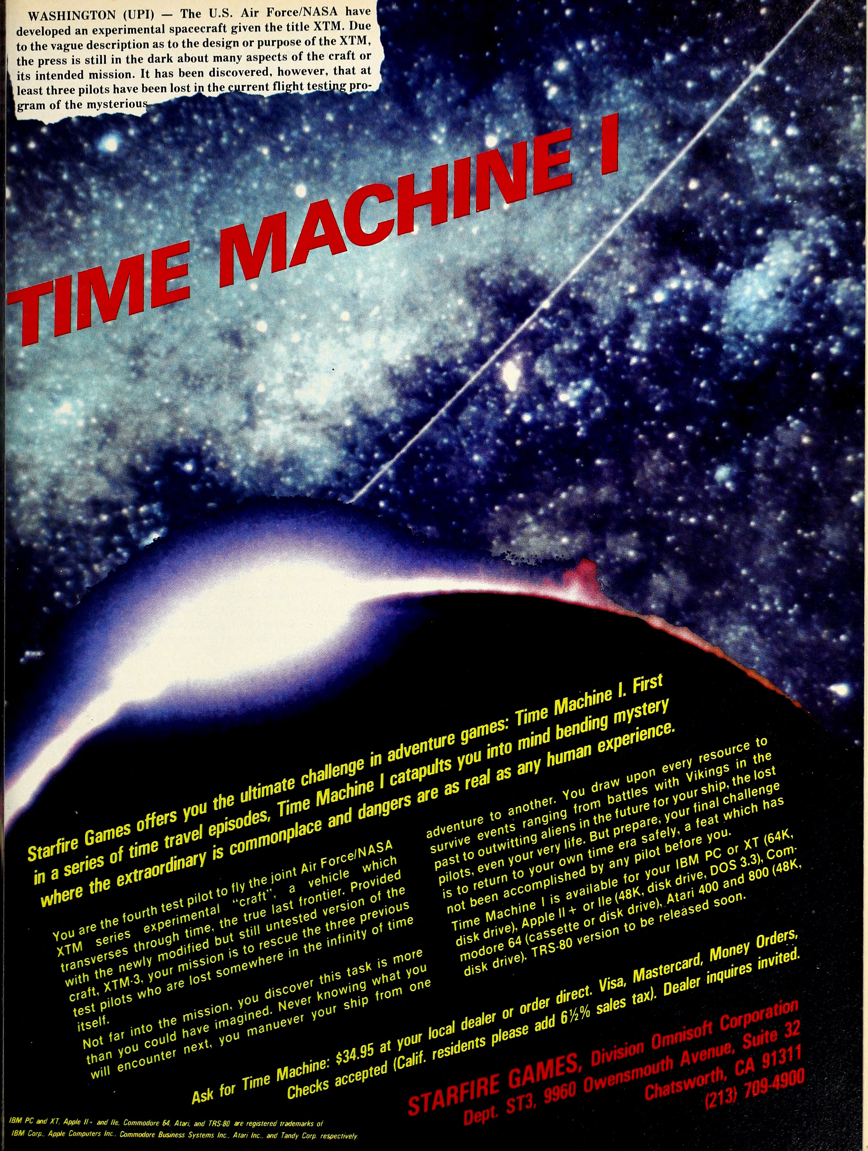 WASHINGTON (UPI) — The U.S. Air Force/NASA have
developed an experimental spacecraft given the title XTM. Due
to the vague description as to the design or purpose of the XTM,
the press is still in the dark about many aspects of the craft or
its intended mission. It has been discovered, however, that at
least three pilots have been lost in the current flight testing pro-
gram of the mysterious
TIME MACHINE I
Starfire Games offers you the ultimate challenge in adventure games: Time Machine I. First
in a series of time travel episodes, Time Machine I catapults you into mind bending mystery
where the extraordinary is commonplace and dangers are as real as any human experience.
You are the fourth test pilot to fly the joint Air Force/NASA
XTM series experimental "craft", a vehicle which
transverses through time, the true last frontier. Provided
with the newly modified but still untested version of the
craft, XTM-3, your mission is to rescue the three previous
test pilots who are lost somewhere in the infinity of time
itself.
Not far into the mission, you discover this task is more
than you could have imagined. Never knowing what you
will encounter next, you manuever your ship from one
adventure to another. You draw upon every resource to
survive events ranging from battles with Vikings in the
past to outwitting aliens in the future for your ship, the lost
pilots, even your very life. But prepare, your final challenge
is to return to your own time era safely, a feat which has
not been accomplished by any pilot before you.
Time Machine I is available for your IBM PC or XT (64K,
disk drive), Apple II+ or IIe (48K, disk drive, DOS 3.3), Com-
modore 64 (cassette or disk drive), Atari 400 and 800 (48K,
disk drive). TRS-80 version to be released soon.
Ask for Time Machine: $34.95 at your local dealer or order direct. Visa, Mastercard, Money Orders,
Checks accepted (Calif. residents please add 6½% sales tax). Dealer inquires invited.
STARFIRE GAMES, Division Omnisoft Corporation
Dept. ST3, 9960 Owensmouth Avenue, Suite 32
Chatsworth, CA 91311
(213) 709-4900
IBM PC and XT, Apple II+ and IIe, Commodore 64, Atari, and TRS-80 are registered trademarks of
IBM Corp., Apple Computers Inc., Commodore Business Systems Inc., Atari Inc., and Tandy Corp. respectively.